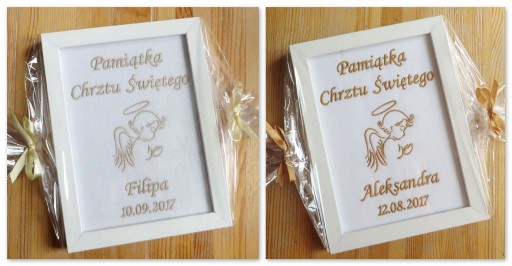 Pamiątka
Chrztu Świętego
Filipa
10.09.2017
Pamiątka
Chrztu Świętego
Aleksandra
12.08.2017